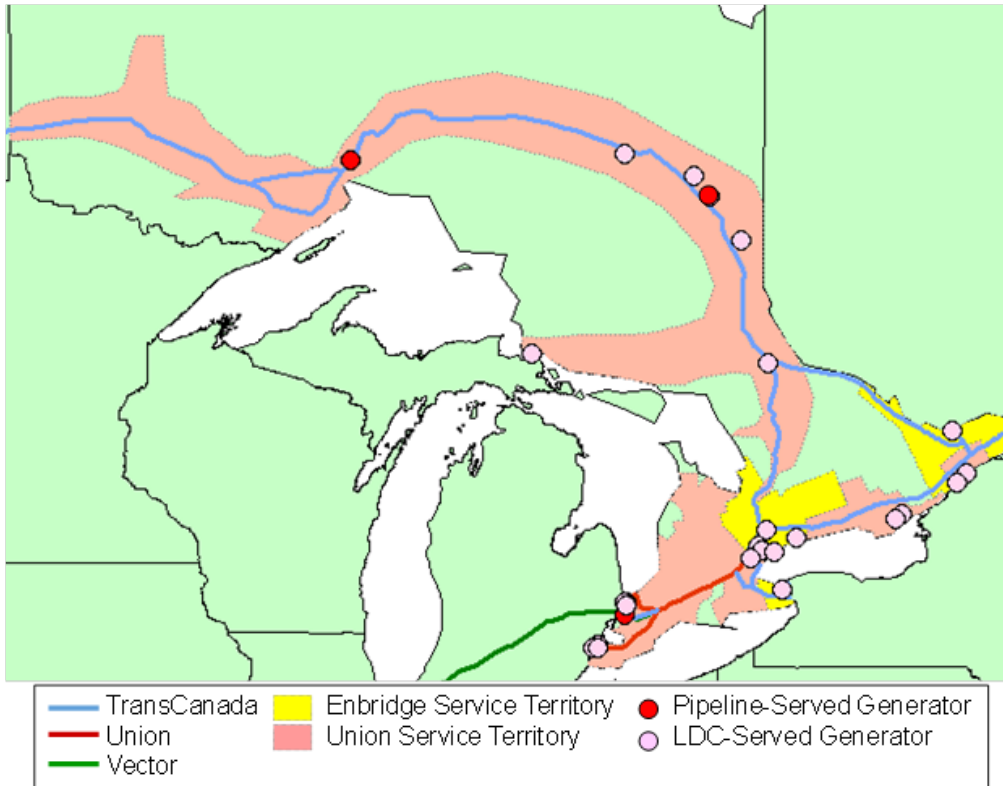 TransCanada
Union
Vector
Enbridge Service Territory
Union Service Territory
Pipeline-Served Generator
LDC-Served Generator